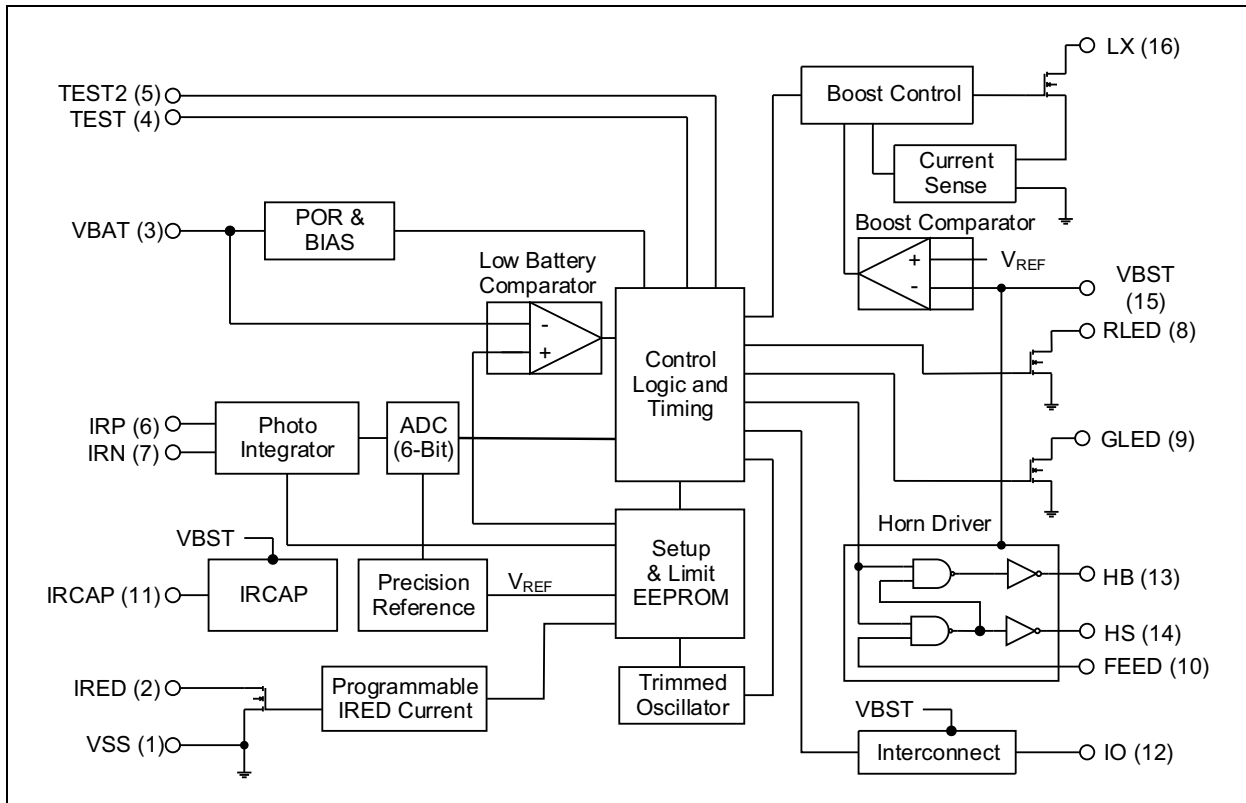 LX (16)
TEST2 (5)
TEST (4)
Boost Control
Current
Sense
VBAT (3)
POR &
BIAS
Boost Comparator
+
-
VREF
VBST
(15)
Low Battery
Comparator
-
+
Control
Logic and
Timing
RLED (8)
IRP (6)
IRN (7)
Photo
Integrator
ADC
(6-Bit)
GLED (9)
Horn Driver
VBST
IRCAP (11)
IRCAP
Precision
Reference
VREF
Setup
& Limit
EEPROM
HB (13)
HS (14)
FEED (10)
IRED (2)
VSS (1)
Programmable
IRED Current
Trimmed
Oscillator
VBST
Interconnect
IO (12)